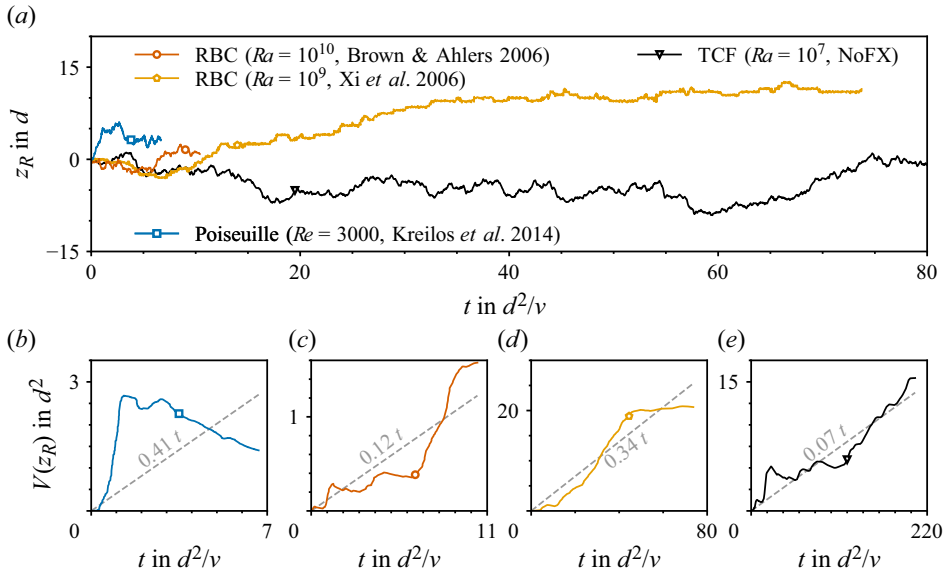 (a)
15
0
−15
z_R in d
RBC (Ra = 10^10, Brown & Ahlers 2006)
RBC (Ra = 10^9, Xi et al. 2006)
TCF (Ra = 10^7, NoFX)
Poiseuille (Re = 3000, Kreilos et al. 2014)
0 20 40 60 80
t in d^2/ν
(b) (c) (d) (e)
V(z_R) in d^2
3 1 20 15
0.41 t 0.12 t 0.34 t 0.07 t
0 7 0 11 0 80 0 220
t in d^2/ν t in d^2/ν t in d^2/ν t in d^2/ν